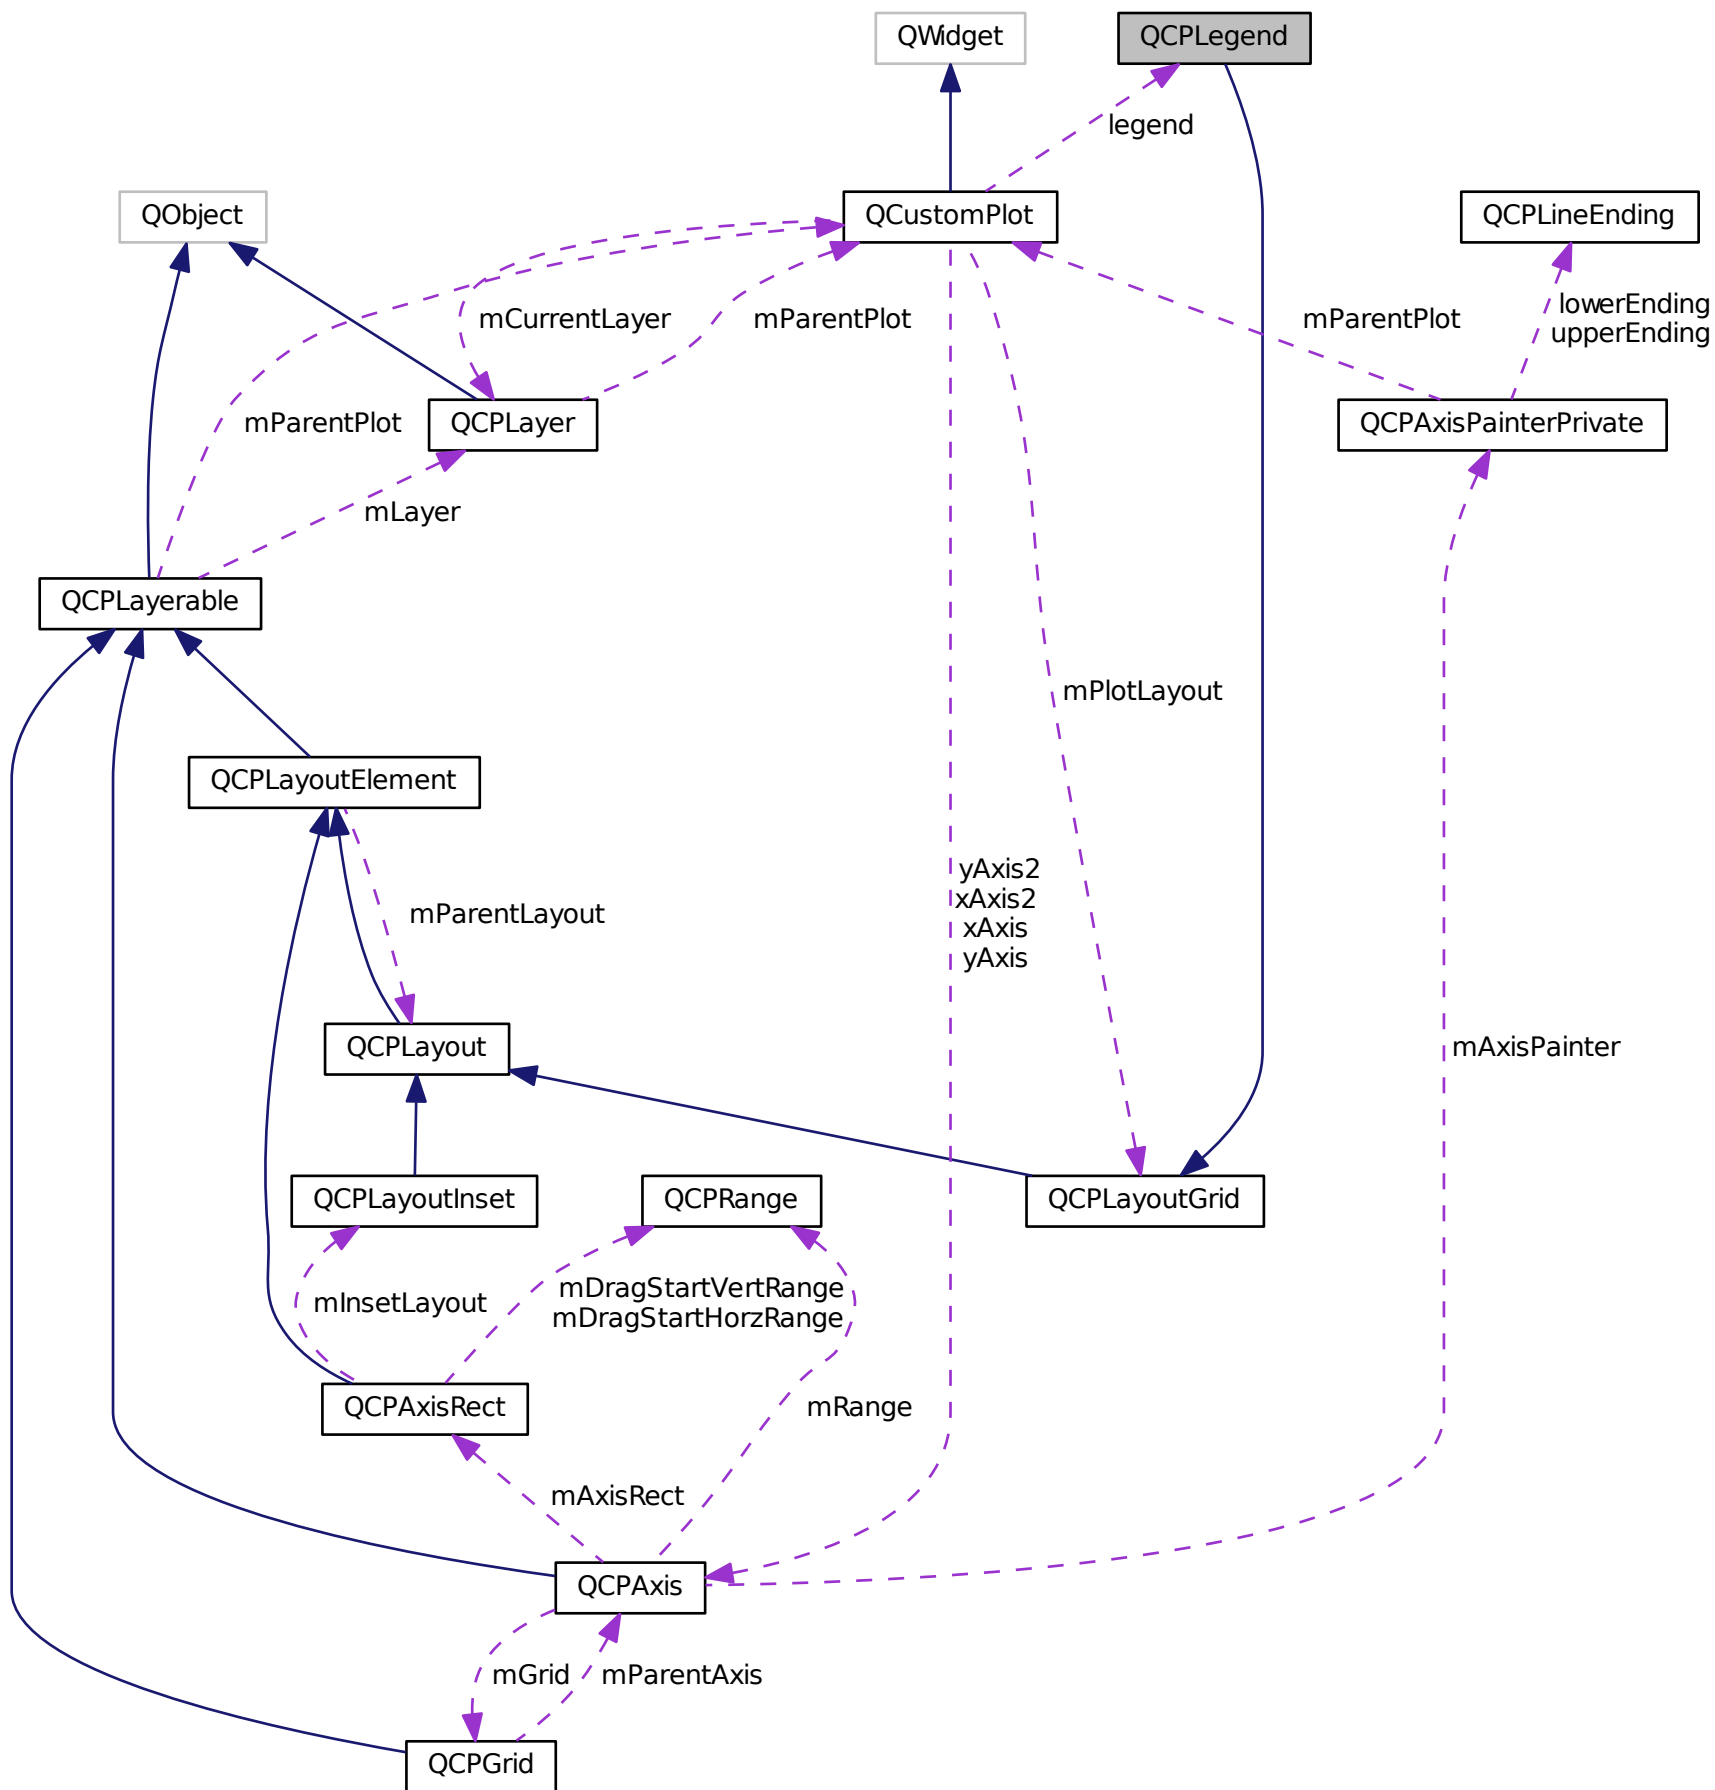 QWidget
QCPLegend
legend
QObject
QCustomPlot
QCPLineEnding
mCurrentLayer
mParentPlot
mParentPlot
lowerEnding
upperEnding
mParentPlot
QCPLayer
QCPAxisPainterPrivate
mLayer
QCPLayerable
mPlotLayout
QCPLayoutElement
yAxis2
xAxis2
xAxis
yAxis
mParentLayout
QCPLayout
mAxisPainter
QCPLayoutInset
QCPRange
QCPLayoutGrid
mInsetLayout
mDragStartVertRange
mDragStartHorzRange
QCPAxisRect
mRange
mAxisRect
QCPAxis
mGrid
mParentAxis
QCPGrid